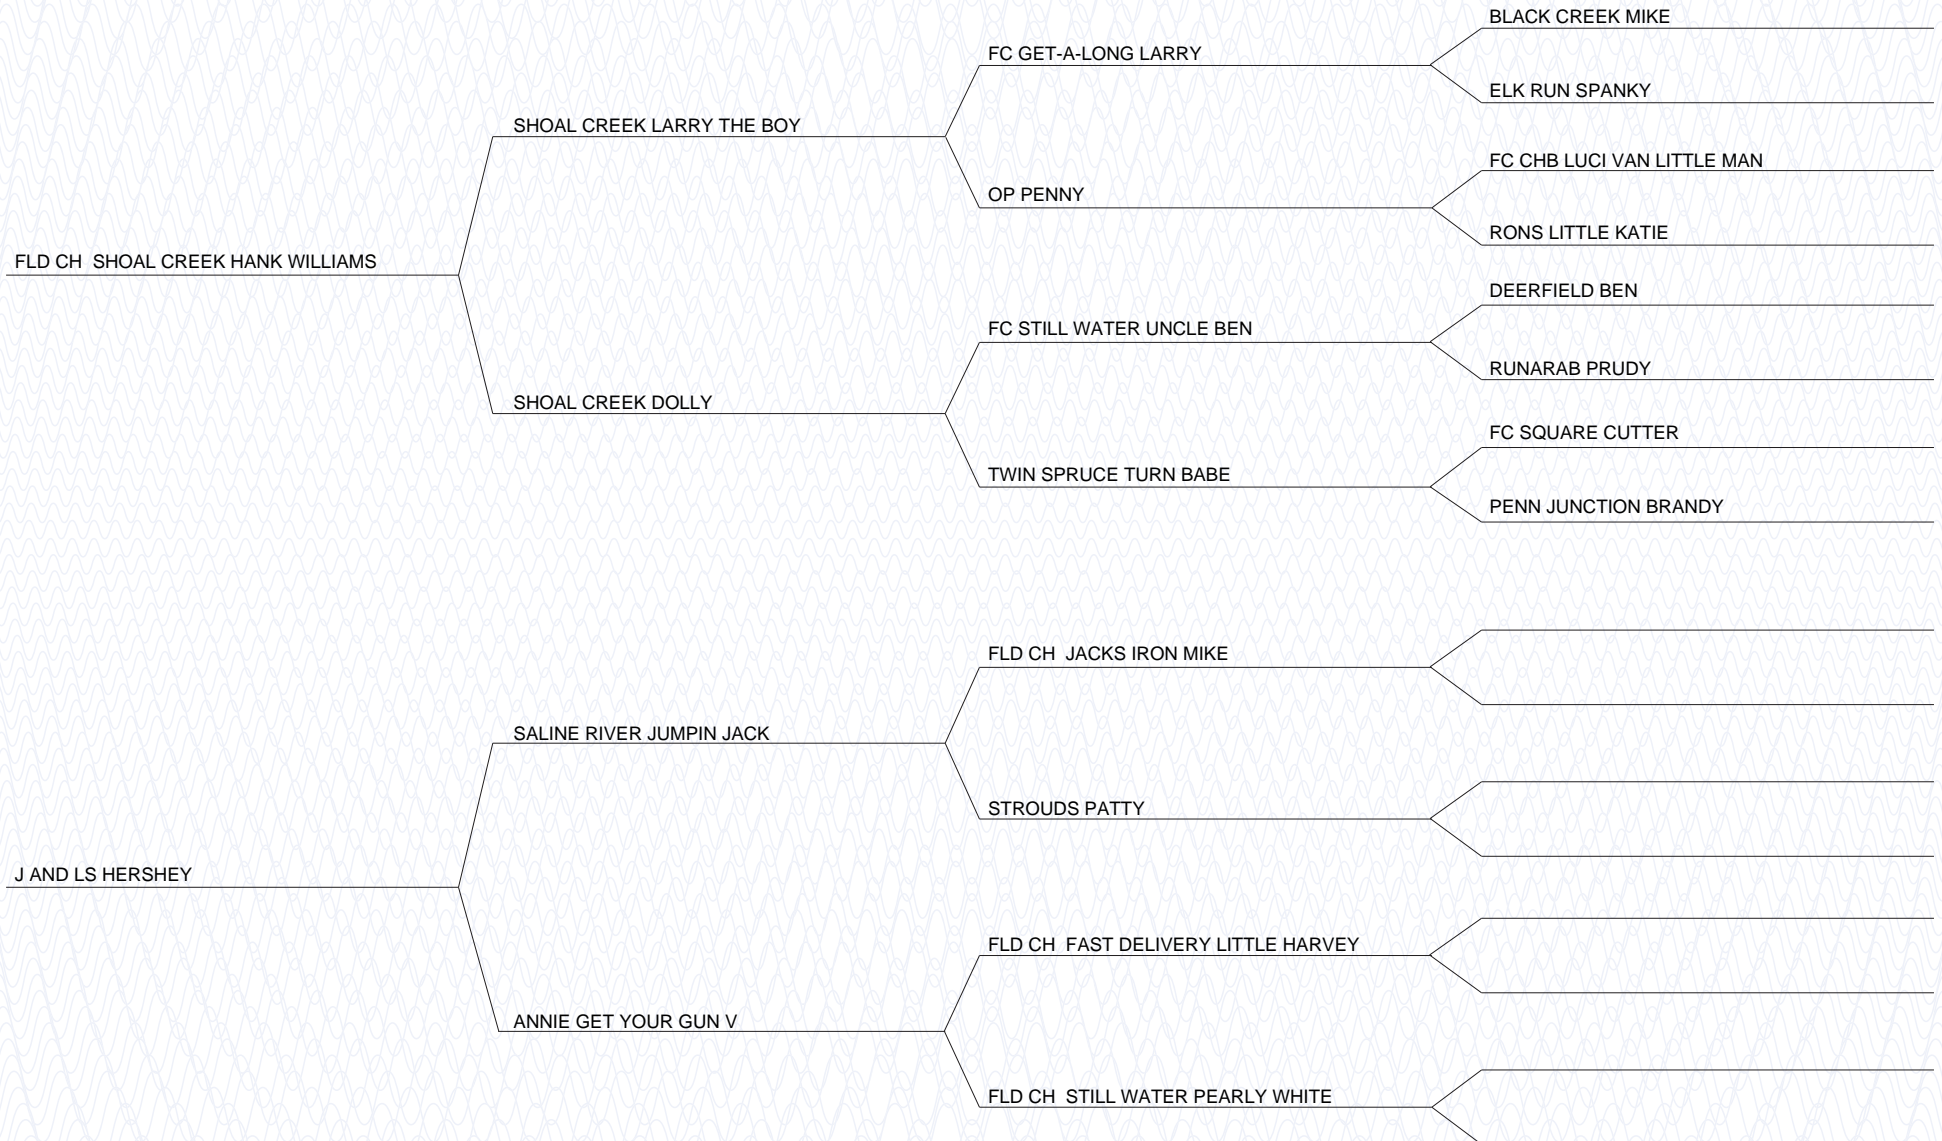 BLACK CREEK MIKE
FC GET-A-LONG LARRY
ELK RUN SPANKY
SHOAL CREEK LARRY THE BOY
FC CHB LUCI VAN LITTLE MAN
OP PENNY
RONS LITTLE KATIE
FLD CH  SHOAL CREEK HANK WILLIAMS
DEERFIELD BEN
FC STILL WATER UNCLE BEN
RUNARAB PRUDY
SHOAL CREEK DOLLY
FC SQUARE CUTTER
TWIN SPRUCE TURN BABE
PENN JUNCTION BRANDY
FLD CH  JACKS IRON MIKE
SALINE RIVER JUMPIN JACK
STROUDS PATTY
J AND LS HERSHEY
FLD CH  FAST DELIVERY LITTLE HARVEY
ANNIE GET YOUR GUN V
FLD CH  STILL WATER PEARLY WHITE